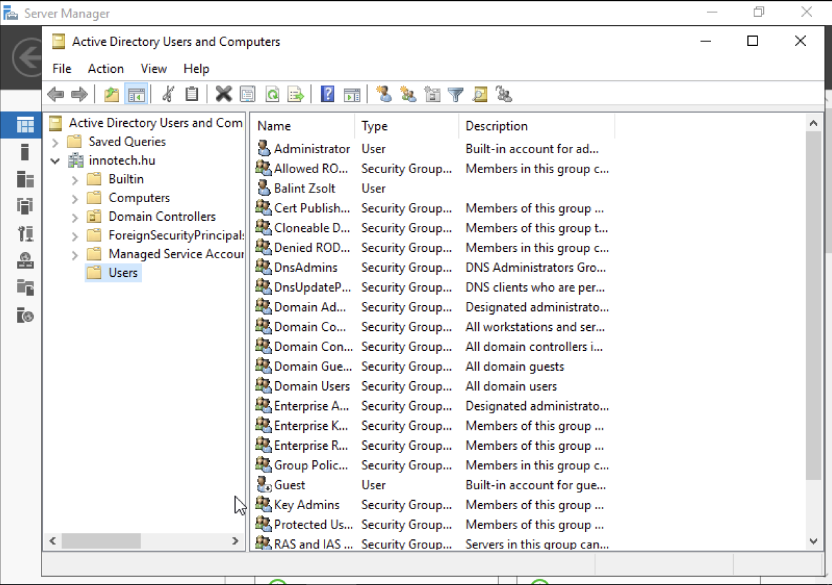 Server Manager
Active Directory Users and Computers
File Action View Help
Active Directory Users and Com
Saved Queries
innotech.hu
Builtin
Computers
Domain Controllers
ForeignSecurityPrincipals
Managed Service Accour
Users
Name Type Description
Administrator User Built-in account for ad...
Allowed RO... Security Group... Members in this group c...
Balint Zsolt User
Cert Publish... Security Group... Members of this group ...
Cloneable D... Security Group... Members of this group t...
Denied ROD... Security Group... Members in this group c...
DnsAdmins Security Group... DNS Administrators Gro...
DnsUpdateP... Security Group... DNS clients who are per...
Domain Ad... Security Group... Designated administrato...
Domain Co... Security Group... All workstations and ser...
Domain Con... Security Group... All domain controllers i...
Domain Gue... Security Group... All domain guests
Domain Users Security Group... All domain users
Enterprise A... Security Group... Designated administrato...
Enterprise K... Security Group... Members of this group ...
Enterprise R... Security Group... Members of this group ...
Group Polic... Security Group... Members in this group c...
Guest User Built-in account for gue...
Key Admins Security Group... Members of this group ...
Protected Us... Security Group... Members of this group ...
RAS and IAS ... Security Group... Servers in this group can...